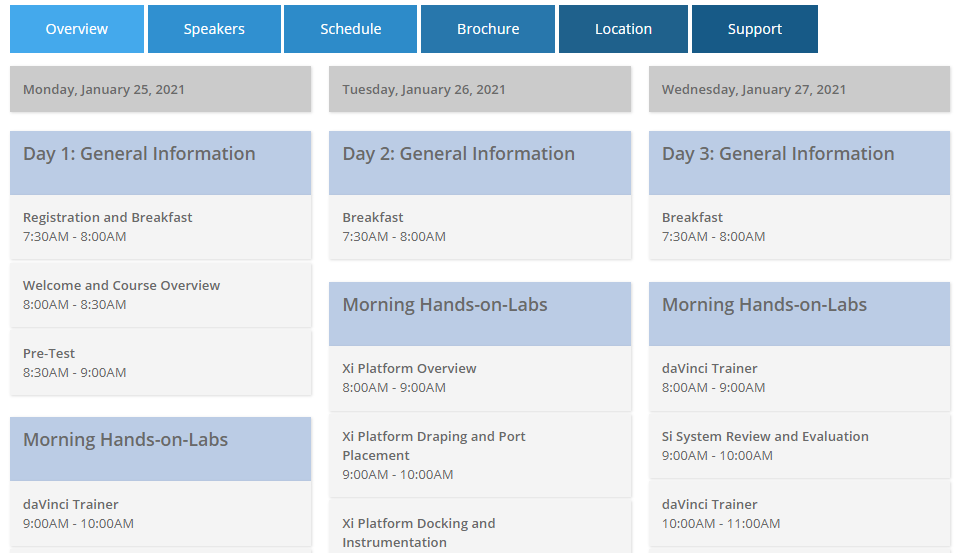 Overview
Speakers
Schedule
Brochure
Location
Support
Monday, January 25, 2021
Day 1: General Information
Registration and Breakfast
7:30AM - 8:00AM
Welcome and Course Overview
8:00AM - 8:30AM
Pre-Test
8:30AM - 9:00AM
Morning Hands-on-Labs
daVinci Trainer
9:00AM - 10:00AM
Tuesday, January 26, 2021
Day 2: General Information
Breakfast
7:30AM - 8:00AM
Morning Hands-on-Labs
Xi Platform Overview
8:00AM - 9:00AM
Xi Platform Draping and Port
Placement
9:00AM - 10:00AM
Xi Platform Docking and
Instrumentation
Wednesday, January 27, 2021
Day 3: General Information
Breakfast
7:30AM - 8:00AM
Morning Hands-on-Labs
daVinci Trainer
8:00AM - 9:00AM
Si System Review and Evaluation
9:00AM - 10:00AM
daVinci Trainer
10:00AM - 11:00AM